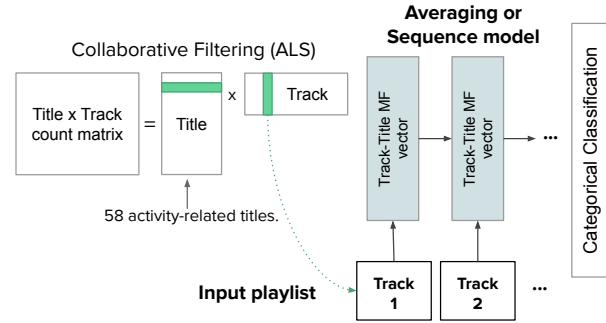 Averaging or
Sequence model
Collaborative Filtering (ALS)
Title x Track
count matrix
=
Title
x
Track
58 activity-related titles.
Track-Title MF
vector
Track-Title MF
vector
...
Categorical Classification
Input playlist
Track
1
Track
2
...